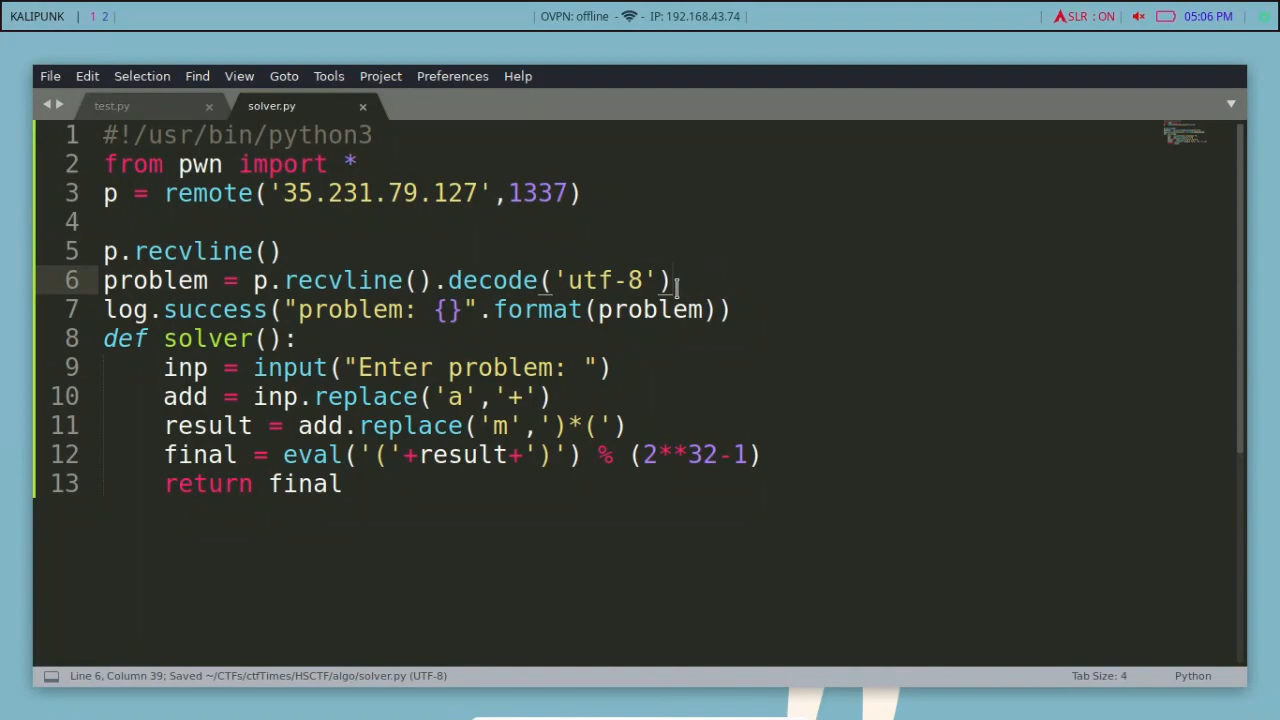 KALIPUNK | 1 2 |
| OVPN: offline - - IP: 192.168.43.74 |
| SLR : ON | | 05:06 PM |
File Edit Selection Find View Goto Tools Project Preferences Help
test.py × solver.py ×
1 #!/usr/bin/python3
2 from pwn import *
3 p = remote('35.231.79.127',1337)
4
5 p.recvline()
6 problem = p.recvline().decode('utf-8')
7 log.success("problem: {}".format(problem))
8 def solver():
9     inp = input("Enter problem: ")
10     add = inp.replace('a','+')
11     result = add.replace('m',')*(')
12     final = eval('('+result+')') % (2**32-1)
13     return final
Line 6, Column 39; Saved ~/CTFs/ctfTimes/HSCTF/algo/solver.py (UTF-8) Tab Size: 4 Python